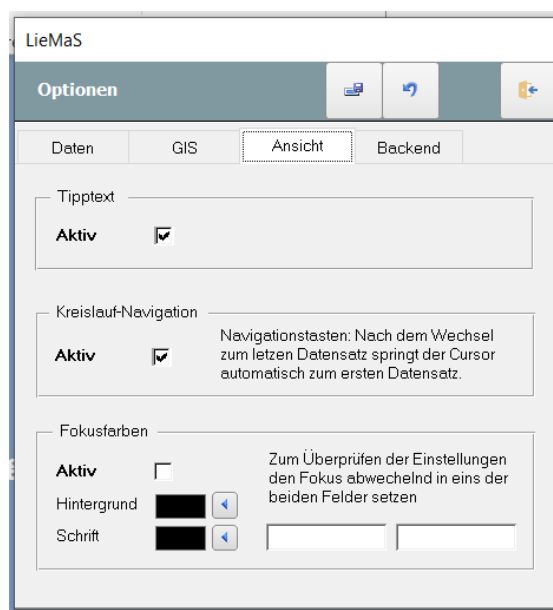 LieMaS
Optionen
Daten GIS Ansicht Backend
Tipptext
Aktiv
Kreislauf-Navigation
Aktiv
Navigationstasten: Nach dem Wechsel
zum letzen Datensatz springt der Cursor
automatisch zum ersten Datensatz.
Fokusfarben
Aktiv
Hintergrund
Schrift
Zum Überprüfen der Einstellungen
den Fokus abwechelnd in eins der
beiden Felder setzen